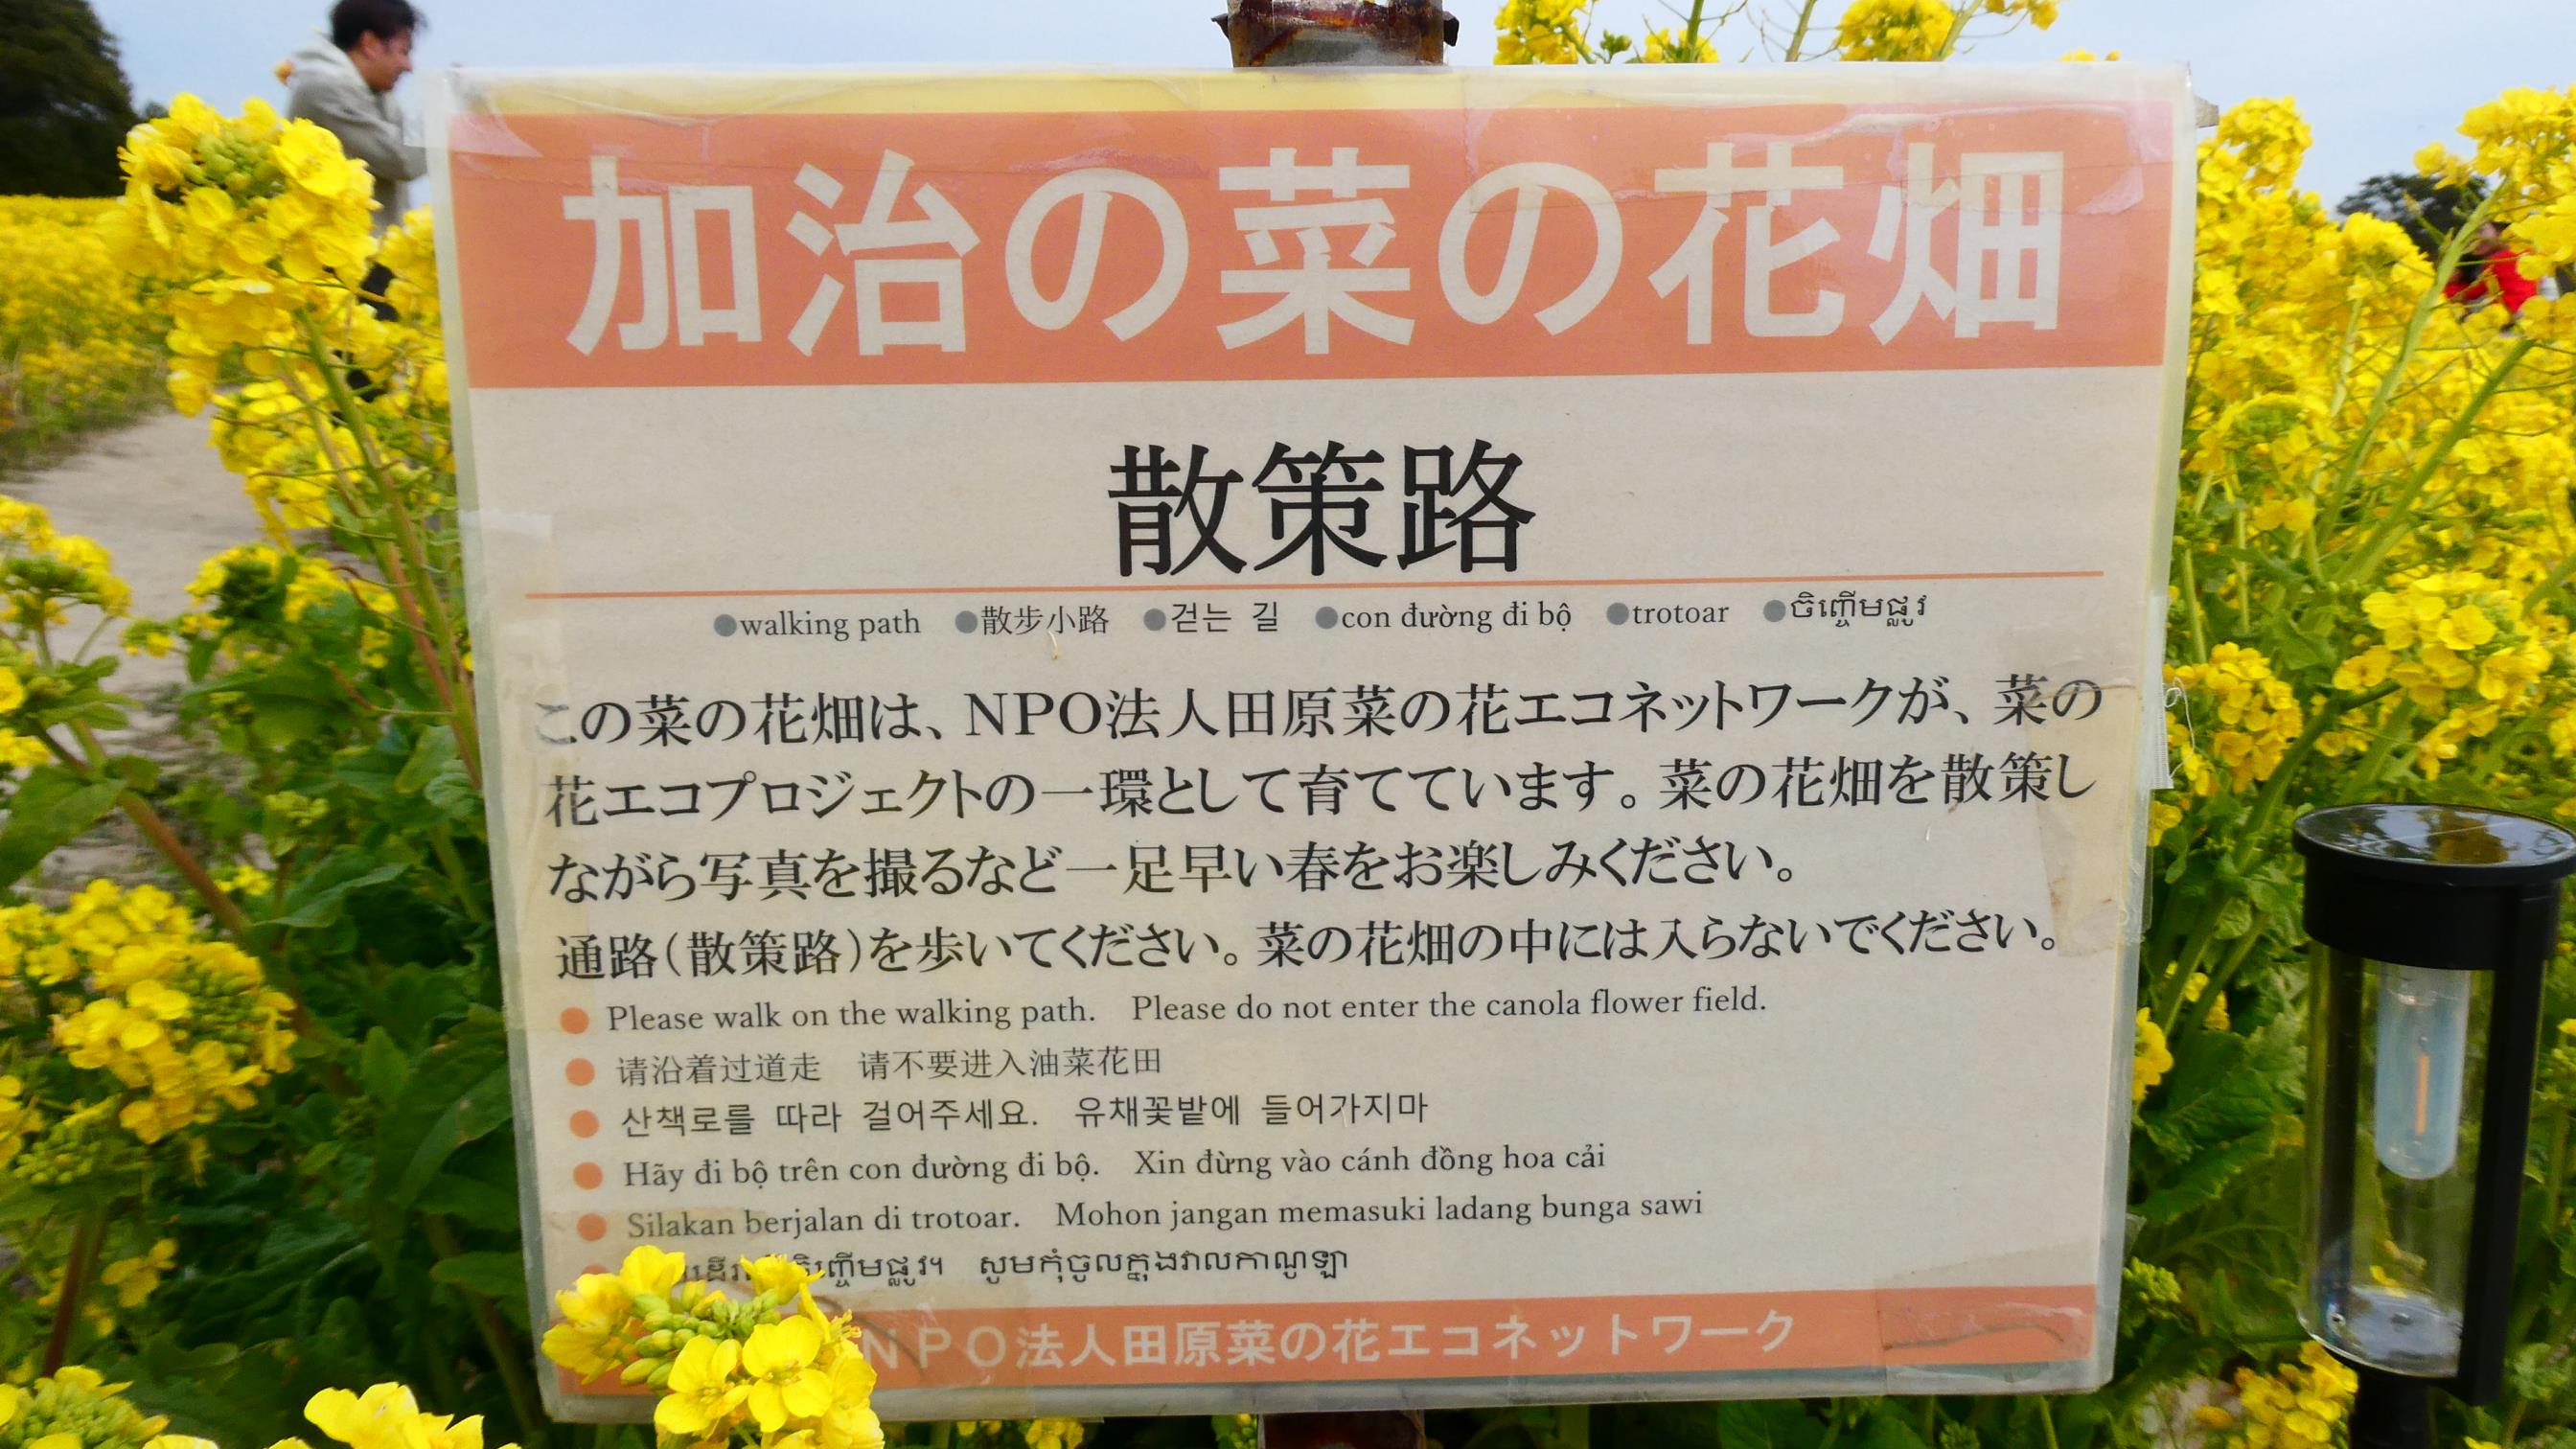 加治の菜の花畑
散策路
●walking path ●散步小路 ●걷는 길 ●con đường đi bộ ●trotoar ●ចិញ្ចើមផ្លូវ
この菜の花畑は、NPO法人田原菜の花エコネットワークが、菜の
花エコプロジェクトの一環として育てています。菜の花畑を散策し
ながら写真を撮るなど一足早い春をお楽しみください。
通路(散策路)を歩いてください。菜の花畑の中には入らないでください。
● Please walk on the walking path. Please do not enter the canola flower field.
● 请沿着过道走 请不要进入油菜花田
● 산책로를 따라 걸어주세요. 유채꽃밭에 들어가지마
● Hãy đi bộ trên con đường đi bộ. Xin đừng vào cánh đồng hoa cải
● Silakan berjalan di trotoar. Mohon jangan memasuki ladang bunga sawi
ចិញ្ចើមផ្លូវ។ សូមកុំចូលក្នុងវាលកាណូឡា
NPO法人田原菜の花エコネットワーク